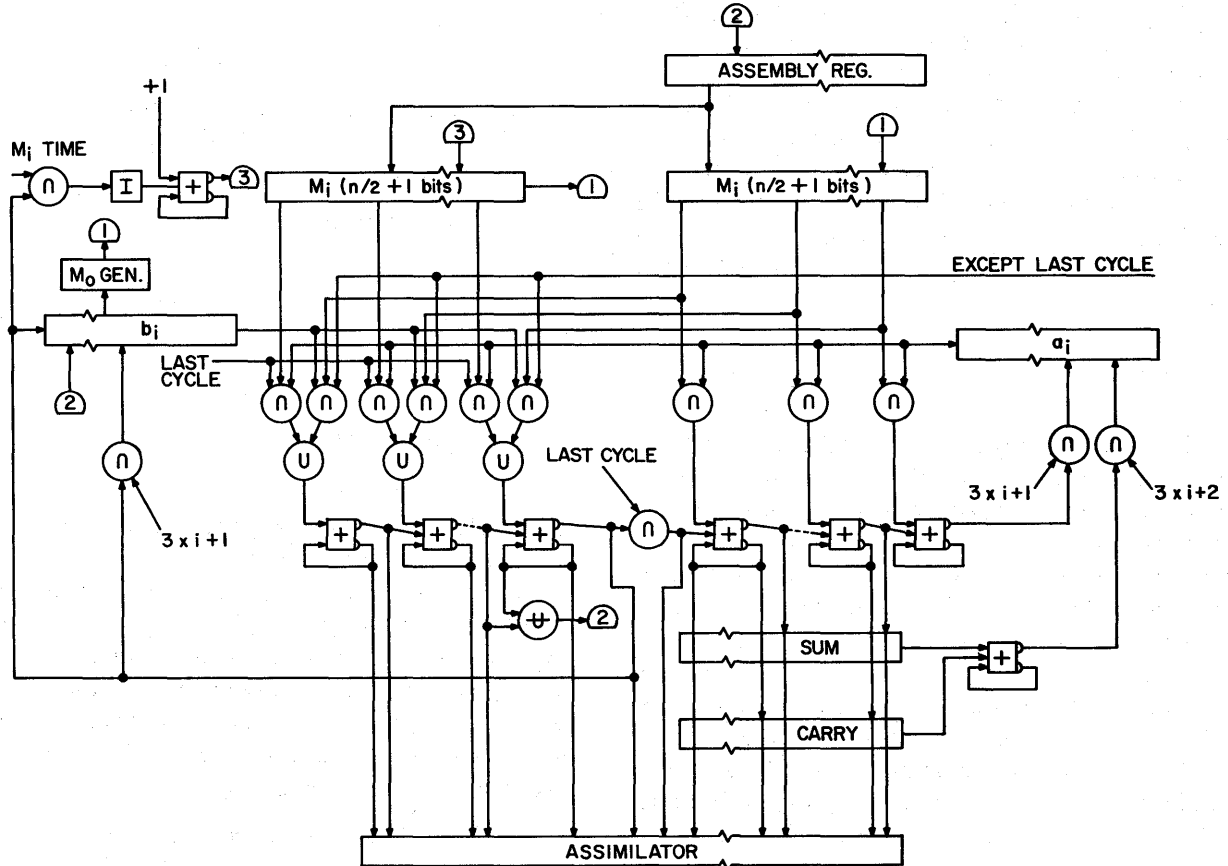 2
ASSEMBLY REG.
+1
3
1
Mi TIME
∩
I
+
3
Mi (n/2 +1 bits)
1
Mi (n/2 +1 bits)
1
M0 GEN.
EXCEPT LAST CYCLE
bi
ai
LAST
CYCLE
2
∩ ∩ ∩ ∩ ∩ ∩ ∩ ∩ ∩
∩
U U U
LAST CYCLE
∩ ∩
3 x i+1
3 x i+2
3 x i+1
+ + + ∩ + + +
U
2
SUM
+
CARRY
ASSIMILATOR